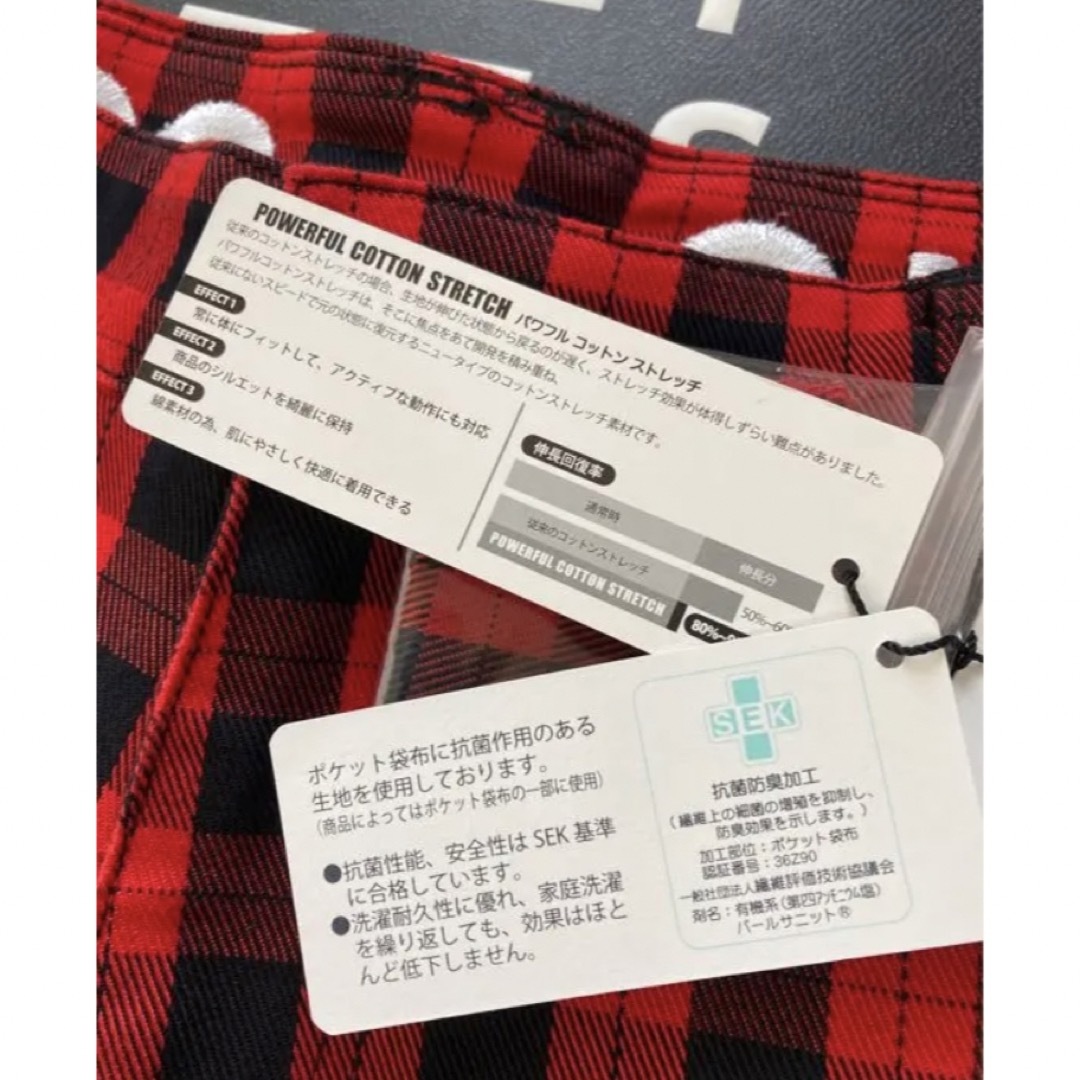 POWERFUL COTTON STRETCH パワフル コットン ストレッチ
従来のコットンストレッチの場合、生地が伸びた状態から戻るのが遅く、ストレッチ効果が体得しずらい難点がありました。
パワフルコットンストレッチは、そこに焦点をあて開発を積み重ね、
従来にないスピードで元の状態に復元するニュータイプのコットンストレッチ素材です。
EFFECT 1
常に体にフィットして、アクティブな動作にも対応
EFFECT 2
商品のシルエットを綺麗に保持
EFFECT 3
綿素材の為、肌にやさしく快適に着用できる
伸長回復率
通常時
伸長分
従来のコットンストレッチ
50%~60
POWERFUL COTTON STRETCH
80%~
ポケット袋布に抗菌作用のある
生地を使用しております。
(商品によってはポケット袋布の一部に使用)
●抗菌性能、安全性は SEK 基準
に合格しています。
●洗濯耐久性に優れ、家庭洗濯
を繰り返しても、効果はほと
んど低下しません。
SEK
抗菌防臭加工
(繊維上の細菌の増殖を抑制し、
防臭効果を示します。)
加工部位:ポケット袋布
認証番号:36Z90
一般社団法人繊維評価技術協議会
剤名:有機系(第四アンモニウム塩)
パールサニット®